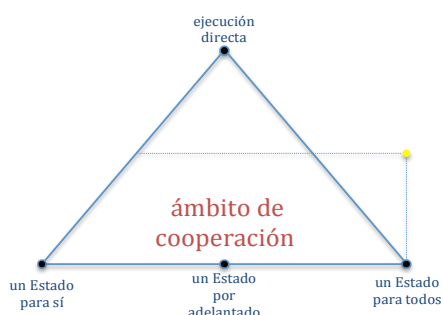 ejecución
directa
ámbito de
cooperación
un Estado
para sí
un Estado
por
adelantado
un Estado
para todos